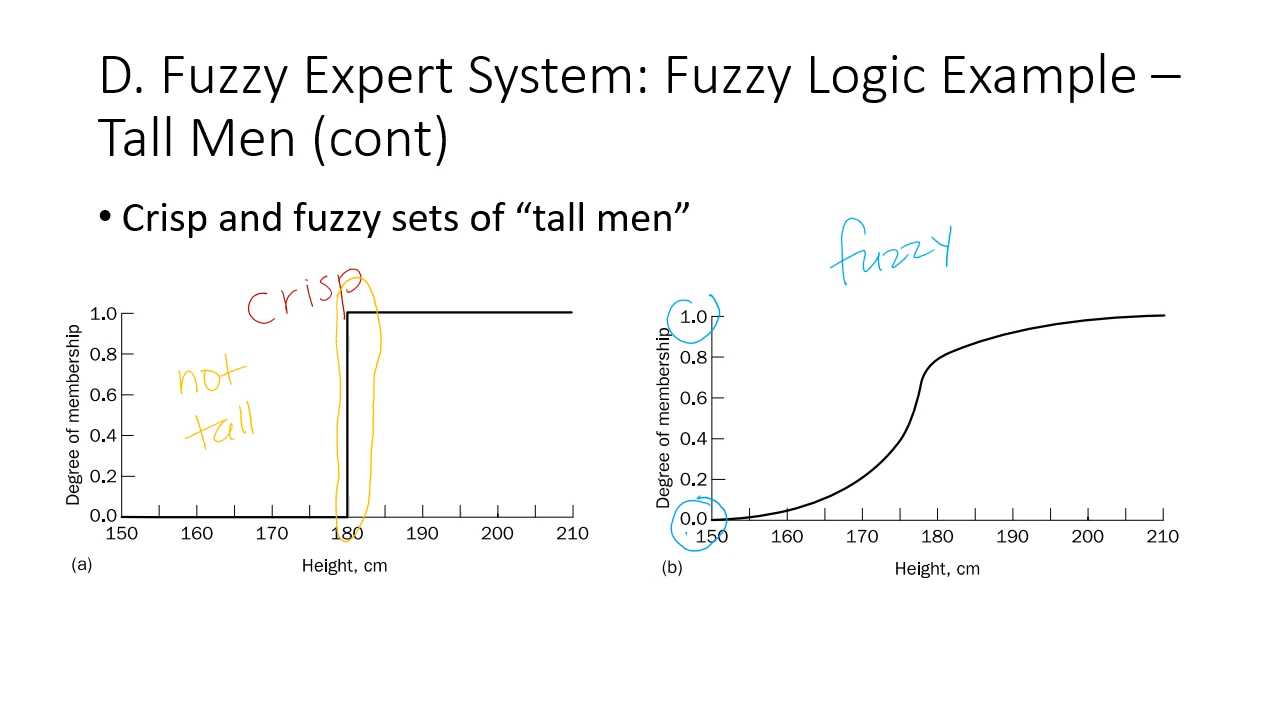 D. Fuzzy Expert System: Fuzzy Logic Example –
Tall Men (cont)
• Crisp and fuzzy sets of “tall men”
Crisp
fuzzy
not
tall
Degree of membership
1.0
0.8
0.6
0.4
0.2
0.0
150 160 170 180 190 200 210
(a)
Height, cm
Degree of membership
1.0
0.8
0.6
0.4
0.2
0.0
150 160 170 180 190 200 210
(b)
Height, cm